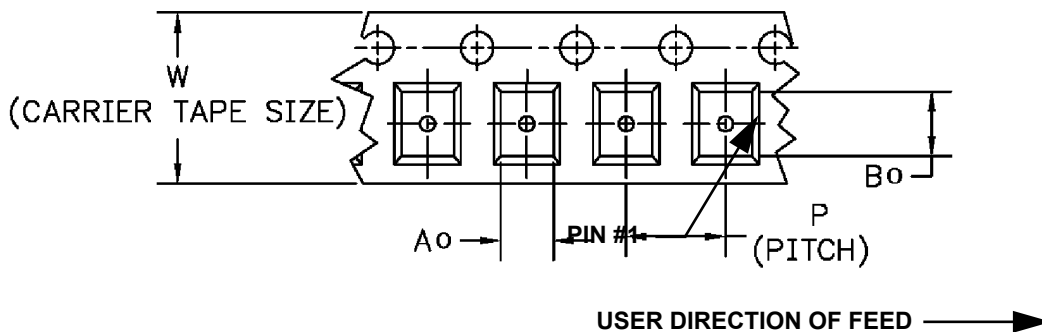 W
(CARRIER TAPE SIZE)
Bo
Ao
PIN #1
P
(PITCH)
USER DIRECTION OF FEED